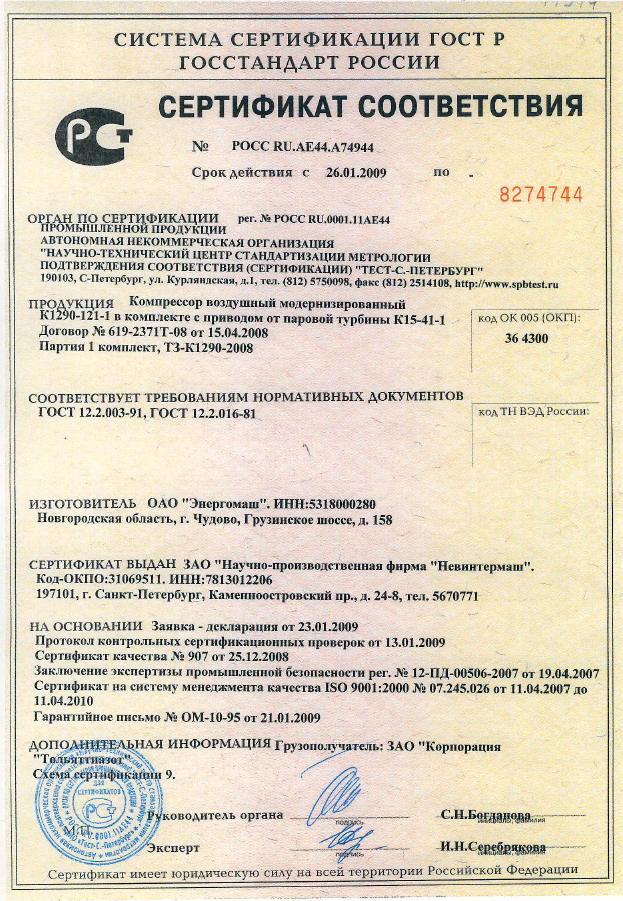 СИСТЕМА СЕРТИФИКАЦИИ ГОСТ Р
ГОССТАНДАРТ РОССИИ
СЕРТИФИКАТ СООТВЕТСТВИЯ
№ РОСС RU.АЕ44.А74944
Срок действия с 26.01.2009 по -
8274744
ОРГАН ПО СЕРТИФИКАЦИИ рег. № РОСС RU.0001.11АЕ44
ПРОМЫШЛЕННОЙ ПРОДУКЦИИ
АВТОНОМНАЯ НЕКОММЕРЧЕСКАЯ ОРГАНИЗАЦИЯ
"НАУЧНО-ТЕХНИЧЕСКИЙ ЦЕНТР СТАНДАРТИЗАЦИИ МЕТРОЛОГИИ
ПОДТВЕРЖДЕНИЯ СООТВЕТСТВИЯ (СЕРТИФИКАЦИИ) "ТЕСТ-С.-ПЕТЕРБУРГ"
190103, С-Петербург, ул. Курляндская, д.1, тел. (812) 5750098, факс (812) 2514108, http://www.spbtest.ru
ПРОДУКЦИЯ Компрессор воздушный модернизированный
К1290-121-1 в комплекте с приводом от паровой турбины К15-41-1
Договор № 619-2371Т-08 от 15.04.2008
Партия 1 комплект, ТЗ-К1290-2008
код ОК 005 (ОКП):
36 4300
СООТВЕТСТВУЕТ ТРЕБОВАНИЯМ НОРМАТИВНЫХ ДОКУМЕНТОВ
ГОСТ 12.2.003-91, ГОСТ 12.2.016-81
код ТН ВЭД России:
ИЗГОТОВИТЕЛЬ ОАО "Энергомаш". ИНН:5318000280
Новгородская область, г. Чудово, Грузинское шоссе, д. 158
СЕРТИФИКАТ ВЫДАН ЗАО "Научно-производственная фирма "Невинтермаш".
Код-ОКПО:31069511. ИНН:7813012206
197101, г. Санкт-Петербург, Каменноостровский пр., д. 24-8, тел. 5670771
НА ОСНОВАНИИ Заявка - декларация от 23.01.2009
Протокол контрольных сертификационных проверок от 13.01.2009
Сертификат качества № 907 от 25.12.2008
Заключение экспертизы промышленной безопасности рег. № 12-ПД-00506-2007 от 19.04.2007
Сертификат на систему менеджмента качества ISO 9001:2000 № 07.245.026 от 11.04.2007 до
11.04.2010
Гарантийное письмо № ОМ-10-95 от 21.01.2009
ДОПОЛНИТЕЛЬНАЯ ИНФОРМАЦИЯ Грузополучатель: ЗАО "Корпорация
"Тольяттиазот"
Схема сертификации 9.
ДЛЯ
СЕРТИФИКАТОВ
М.П.
Руководитель органа
подпись
С.Н.Богданова
инициалы, фамилия
Эксперт
подпись
И.Н.Серебрякова
инициалы, фамилия
Сертификат имеет юридическую силу на всей территории Российской Федерации